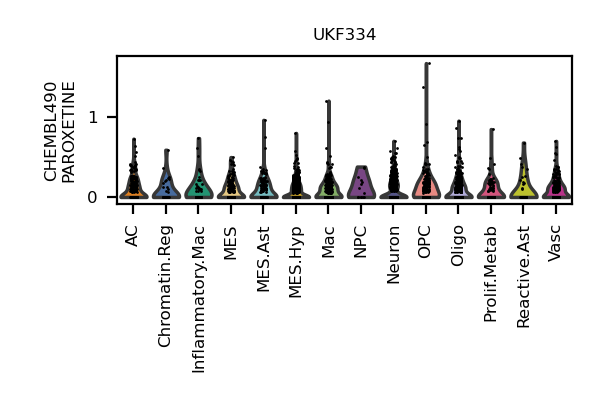 UKF334
CHEMBL490
PAROXETINE
1
0
AC
Chromatin.Reg
Inflammatory.Mac
MES
MES.Ast
MES.Hyp
Mac
NPC
Neuron
OPC
Oligo
Prolif.Metab
Reactive.Ast
Vasc